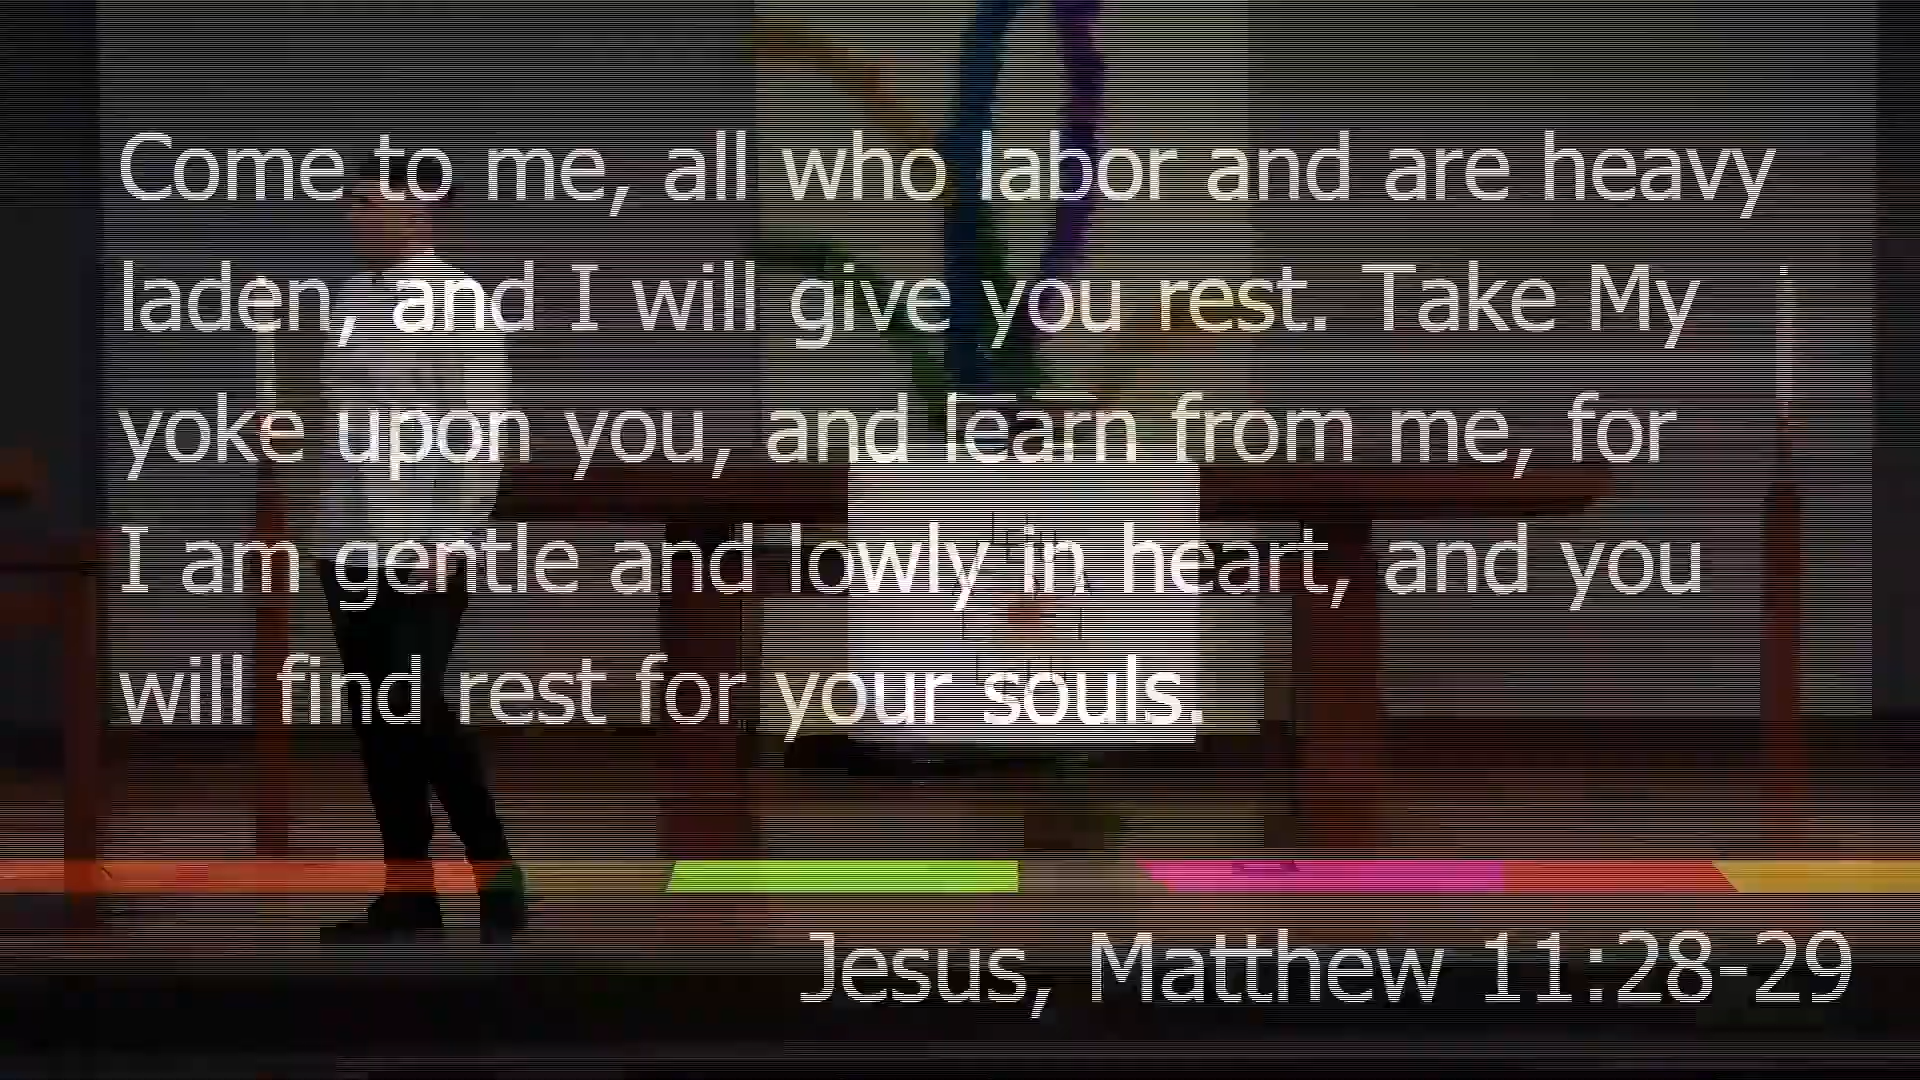 Come to me, all who labor and are heavy
laden, and I will give you rest. Take My
yoke upon you, and learn from me, for
I am gentle and lowly in heart, and you
will find rest for your souls.
Jesus, Matthew 11:28-29